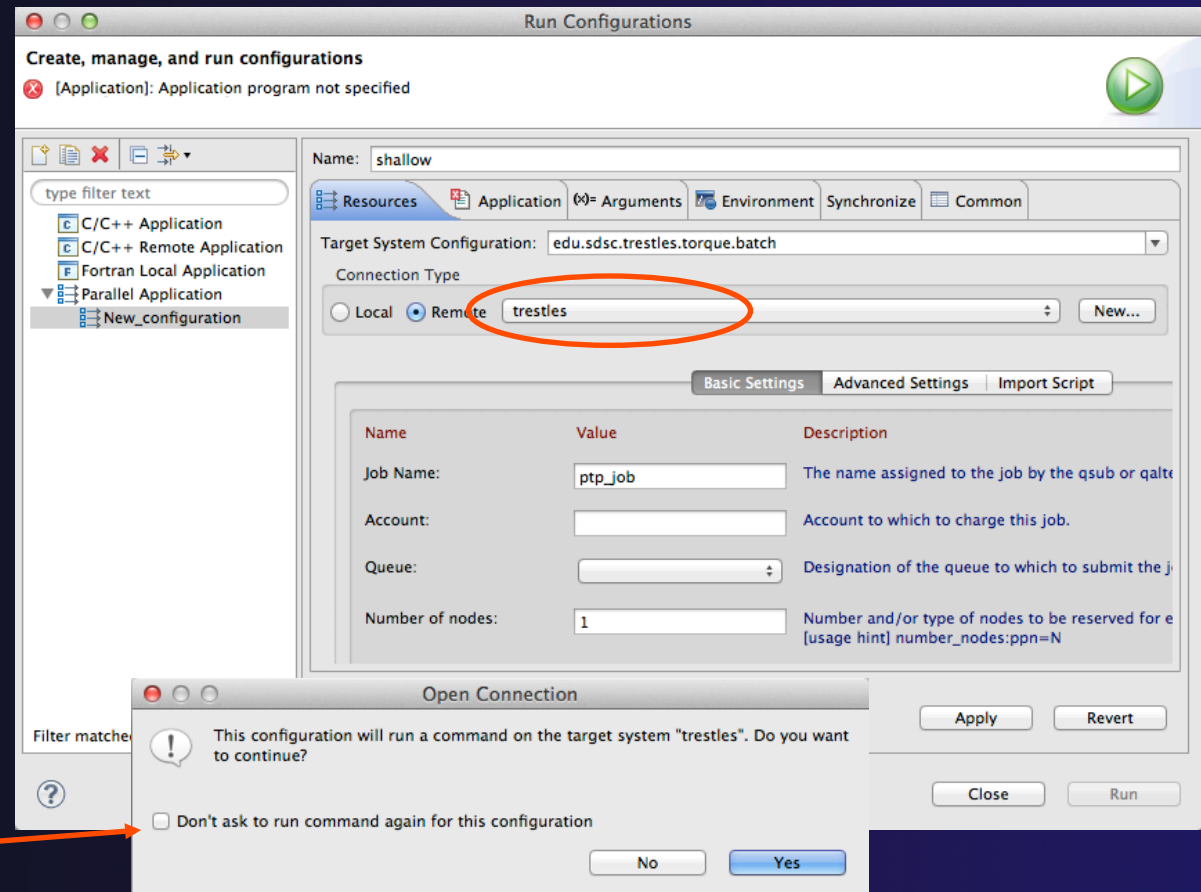 Run Configurations
Create, manage, and run configurations
[Application]: Application program not specified
type filter text
C/C++ Application
C/C++ Remote Application
Fortran Local Application
Parallel Application
New_configuration
Filter matche
Name: shallow
Resources Application (x)= Arguments Environment Synchronize Common
Target System Configuration: edu.sdsc.trestles.torque.batch
Connection Type
Local Remote trestles New...
Basic Settings Advanced Settings Import Script
Name Value Description
Job Name: ptp_job The name assigned to the job by the qsub or qalte
Account: Account to which to charge this job.
Queue: Designation of the queue to which to submit the j
Number of nodes: 1 Number and/or type of nodes to be reserved for e
[usage hint] number_nodes:ppn=N
Apply Revert
Close Run
Open Connection
This configuration will run a command on the target system "trestles". Do you want
to continue?
Don't ask to run command again for this configuration
No Yes